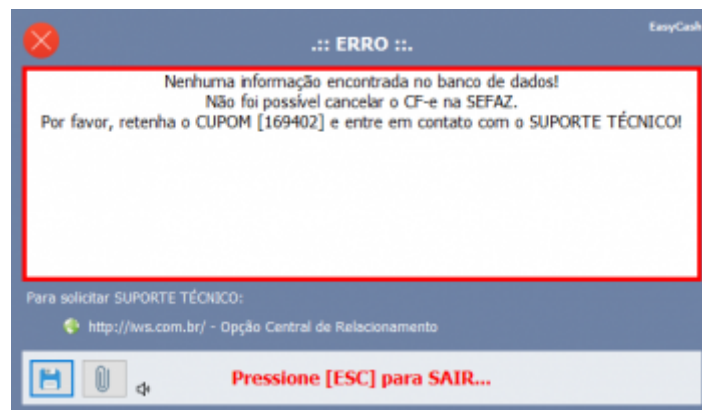 EasyCash
.:: ERRO ::.
Nenhuma informação encontrada no banco de dados!
Não foi possível cancelar o CF-e na SEFAZ.
Por favor, retenha o CUPOM [169402] e entre em contato com o SUPORTE TÉCNICO!
Para solicitar SUPORTE TÉCNICO:
http://iws.com.br/ - Opção Central de Relacionamento
Pressione [ESC] para SAIR...